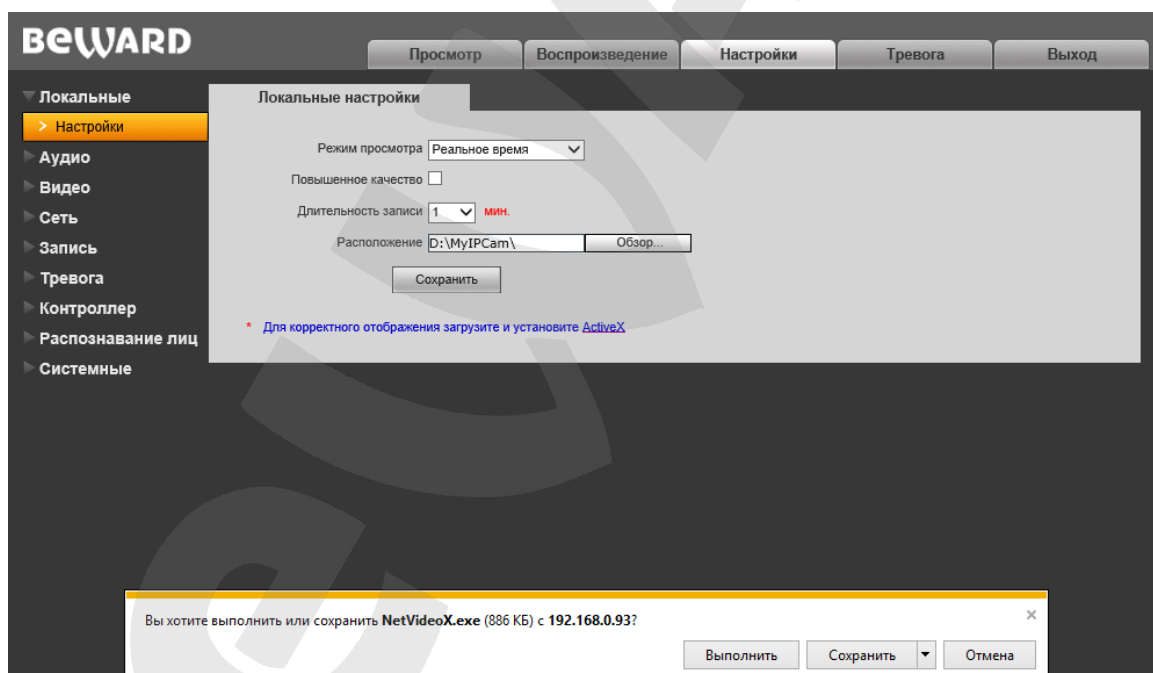 BEWARD
Просмотр Воспроизведение Настройки Тревога Выход
Локальные
> Настройки
Аудио
Видео
Сеть
Запись
Тревога
Контроллер
Распознавание лиц
Системные
Локальные настройки
Режим просмотра Реальное время
Повышенное качество
Длительность записи 1 мин.
Расположение D:\MyIPCam\ Обзор...
Сохранить
* Для корректного отображения загрузите и установите ActiveX
Вы хотите выполнить или сохранить NetVideoX.exe (886 КБ) с 192.168.0.93?
Выполнить Сохранить Отмена